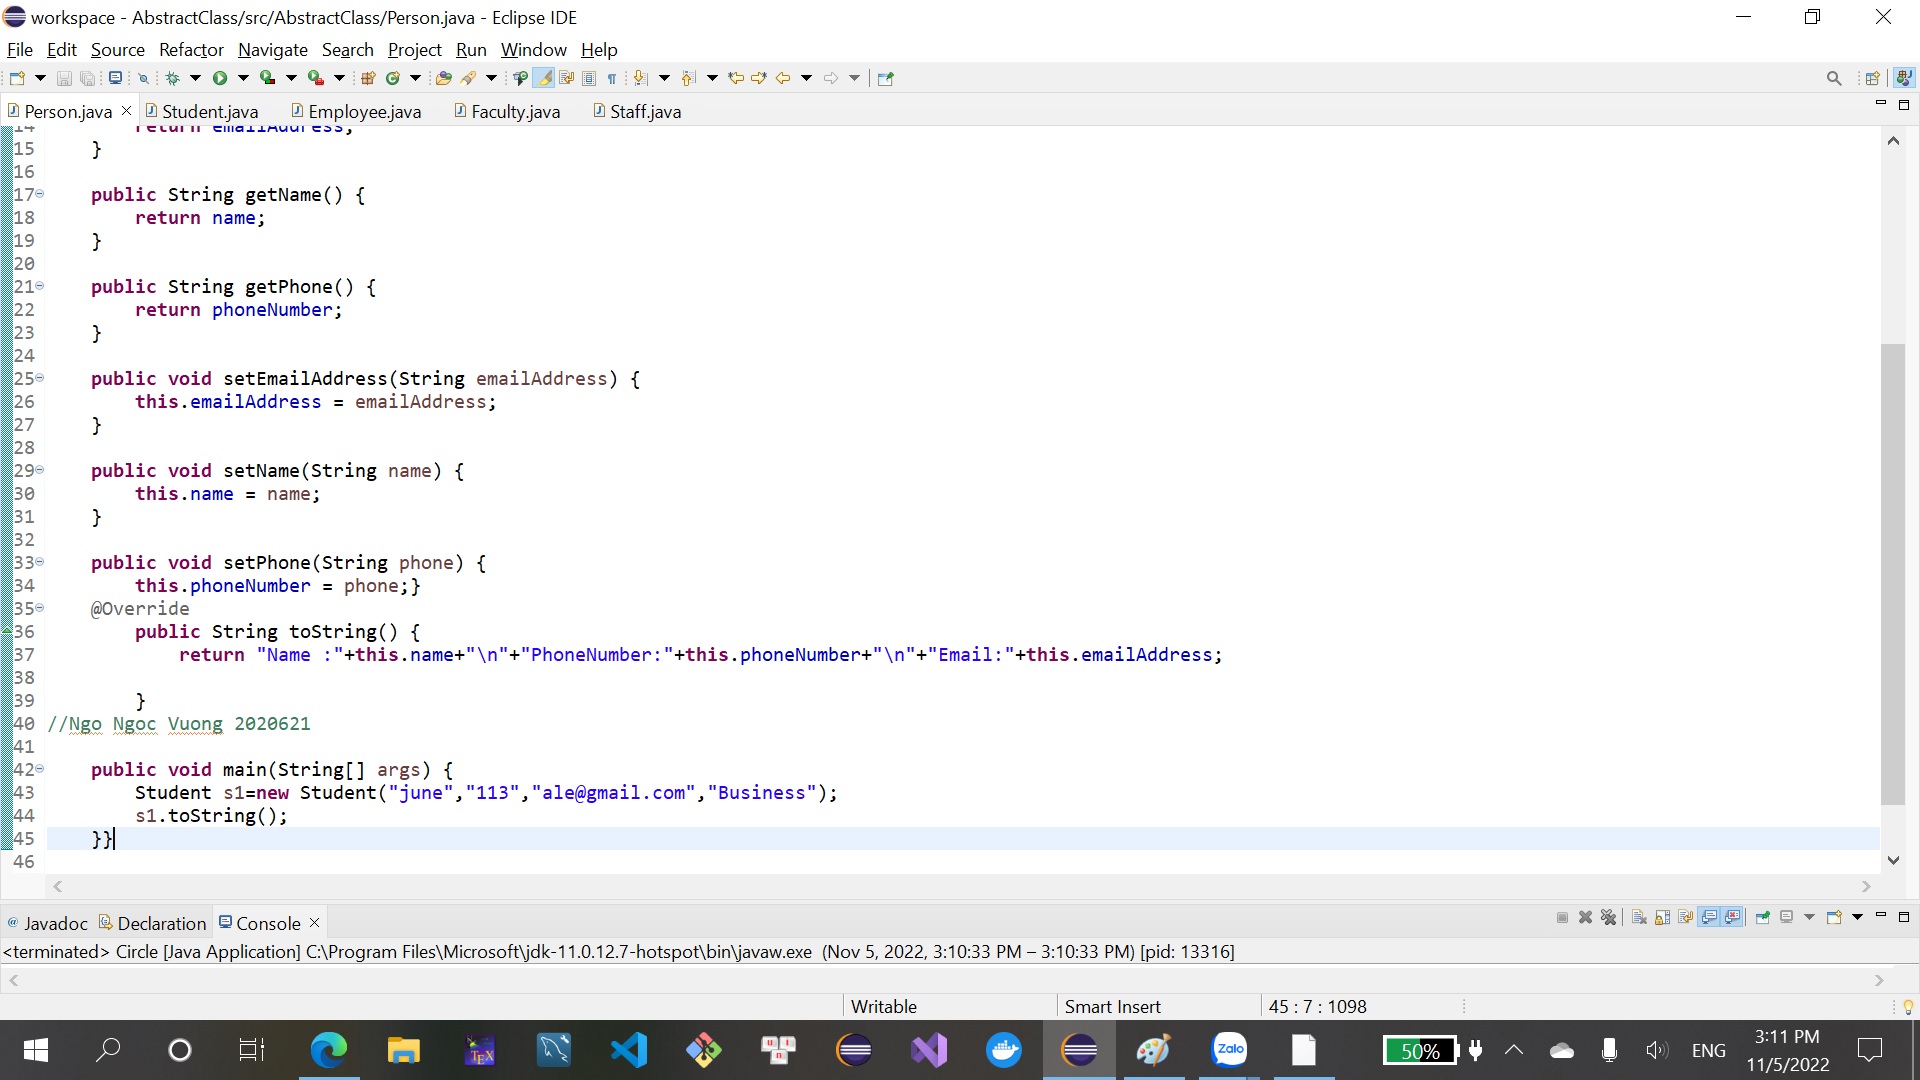 workspace - AbstractClass/src/AbstractClass/Person.java - Eclipse IDE
File Edit Source Refactor Navigate Search Project Run Window Help
Person.java Student.java Employee.java Faculty.java Staff.java
14 return emailAddress;
15 }
16
17 public String getName() {
18 return name;
19 }
20
21 public String getPhone() {
22 return phoneNumber;
23 }
24
25 public void setEmailAddress(String emailAddress) {
26 this.emailAddress = emailAddress;
27 }
28
29 public void setName(String name) {
30 this.name = name;
31 }
32
33 public void setPhone(String phone) {
34 this.phoneNumber = phone;}
35 @Override
36 public String toString() {
37 return "Name :"+this.name+"\n"+"PhoneNumber:"+this.phoneNumber+"\n"+"Email:"+this.emailAddress;
38
39 }
40 //Ngo Ngoc Vuong 2020621
41
42 public void main(String[] args) {
43 Student s1=new Student("june","113","ale@gmail.com","Business");
44 s1.toString();
45 }}
46
@ Javadoc Declaration Console
<terminated> Circle [Java Application] C:\Program Files\Microsoft\jdk-11.0.12.7-hotspot\bin\javaw.exe (Nov 5, 2022, 3:10:33 PM – 3:10:33 PM) [pid: 13316]
Writable Smart Insert 45 : 7 : 1098
TEX Zalo 50% ENG 3:11 PM
11/5/2022